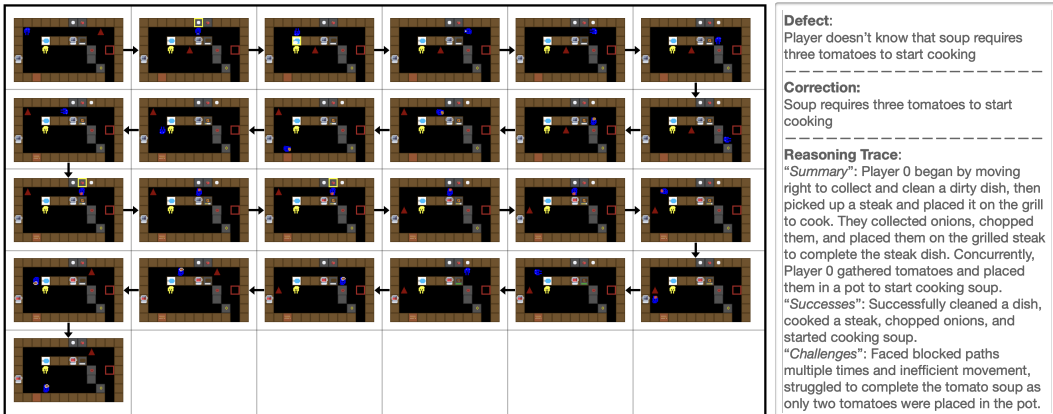 Defect:
Player doesn't know that soup requires
three tomatoes to start cooking
Correction:
Soup requires three tomatoes to start
cooking
Reasoning Trace:
“Summary”: Player 0 began by moving
right to collect and clean a dirty dish, then
picked up a steak and placed it on the grill
to cook. They collected onions, chopped
them, and placed them on the grilled steak
to complete the steak dish. Concurrently,
Player 0 gathered tomatoes and placed
them in a pot to start cooking soup.
“Successes”: Successfully cleaned a dish,
cooked a steak, chopped onions, and
started cooking soup.
“Challenges”: Faced blocked paths
multiple times and inefficient movement,
struggled to complete the tomato soup as
only two tomatoes were placed in the pot.